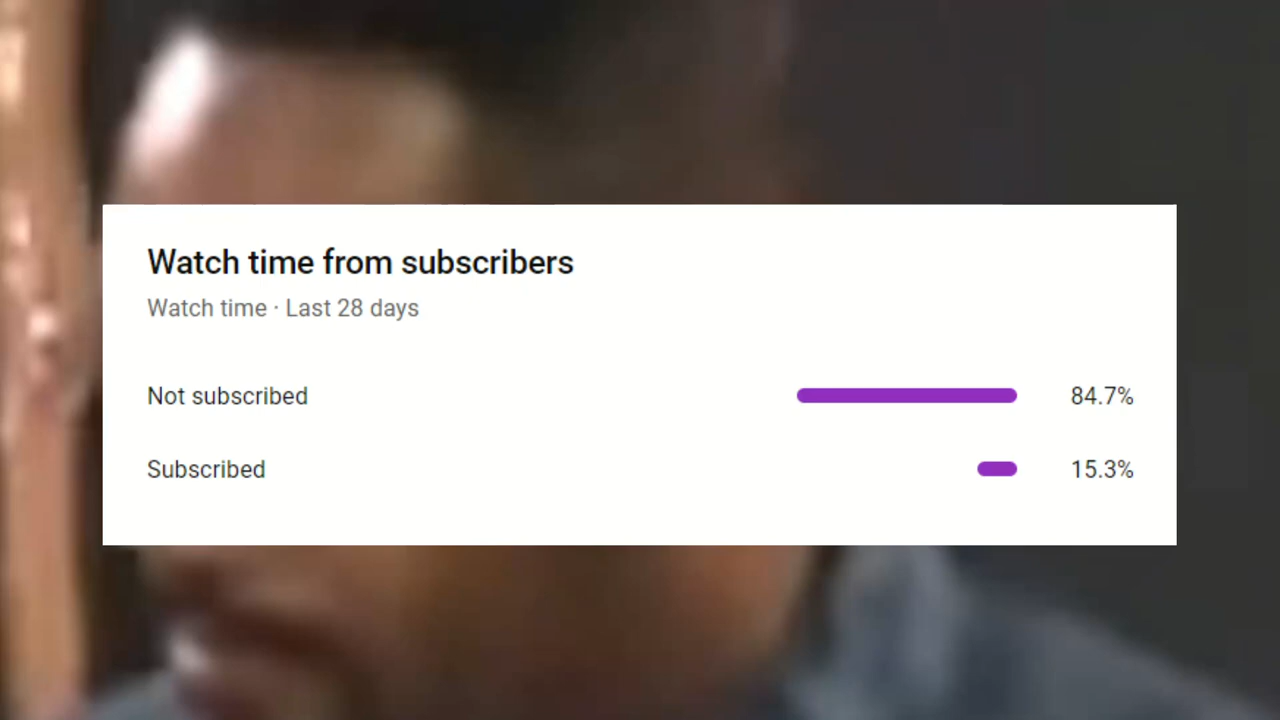 Watch time from subscribers
Watch time · Last 28 days
Not subscribed 84.7%
Subscribed 15.3%